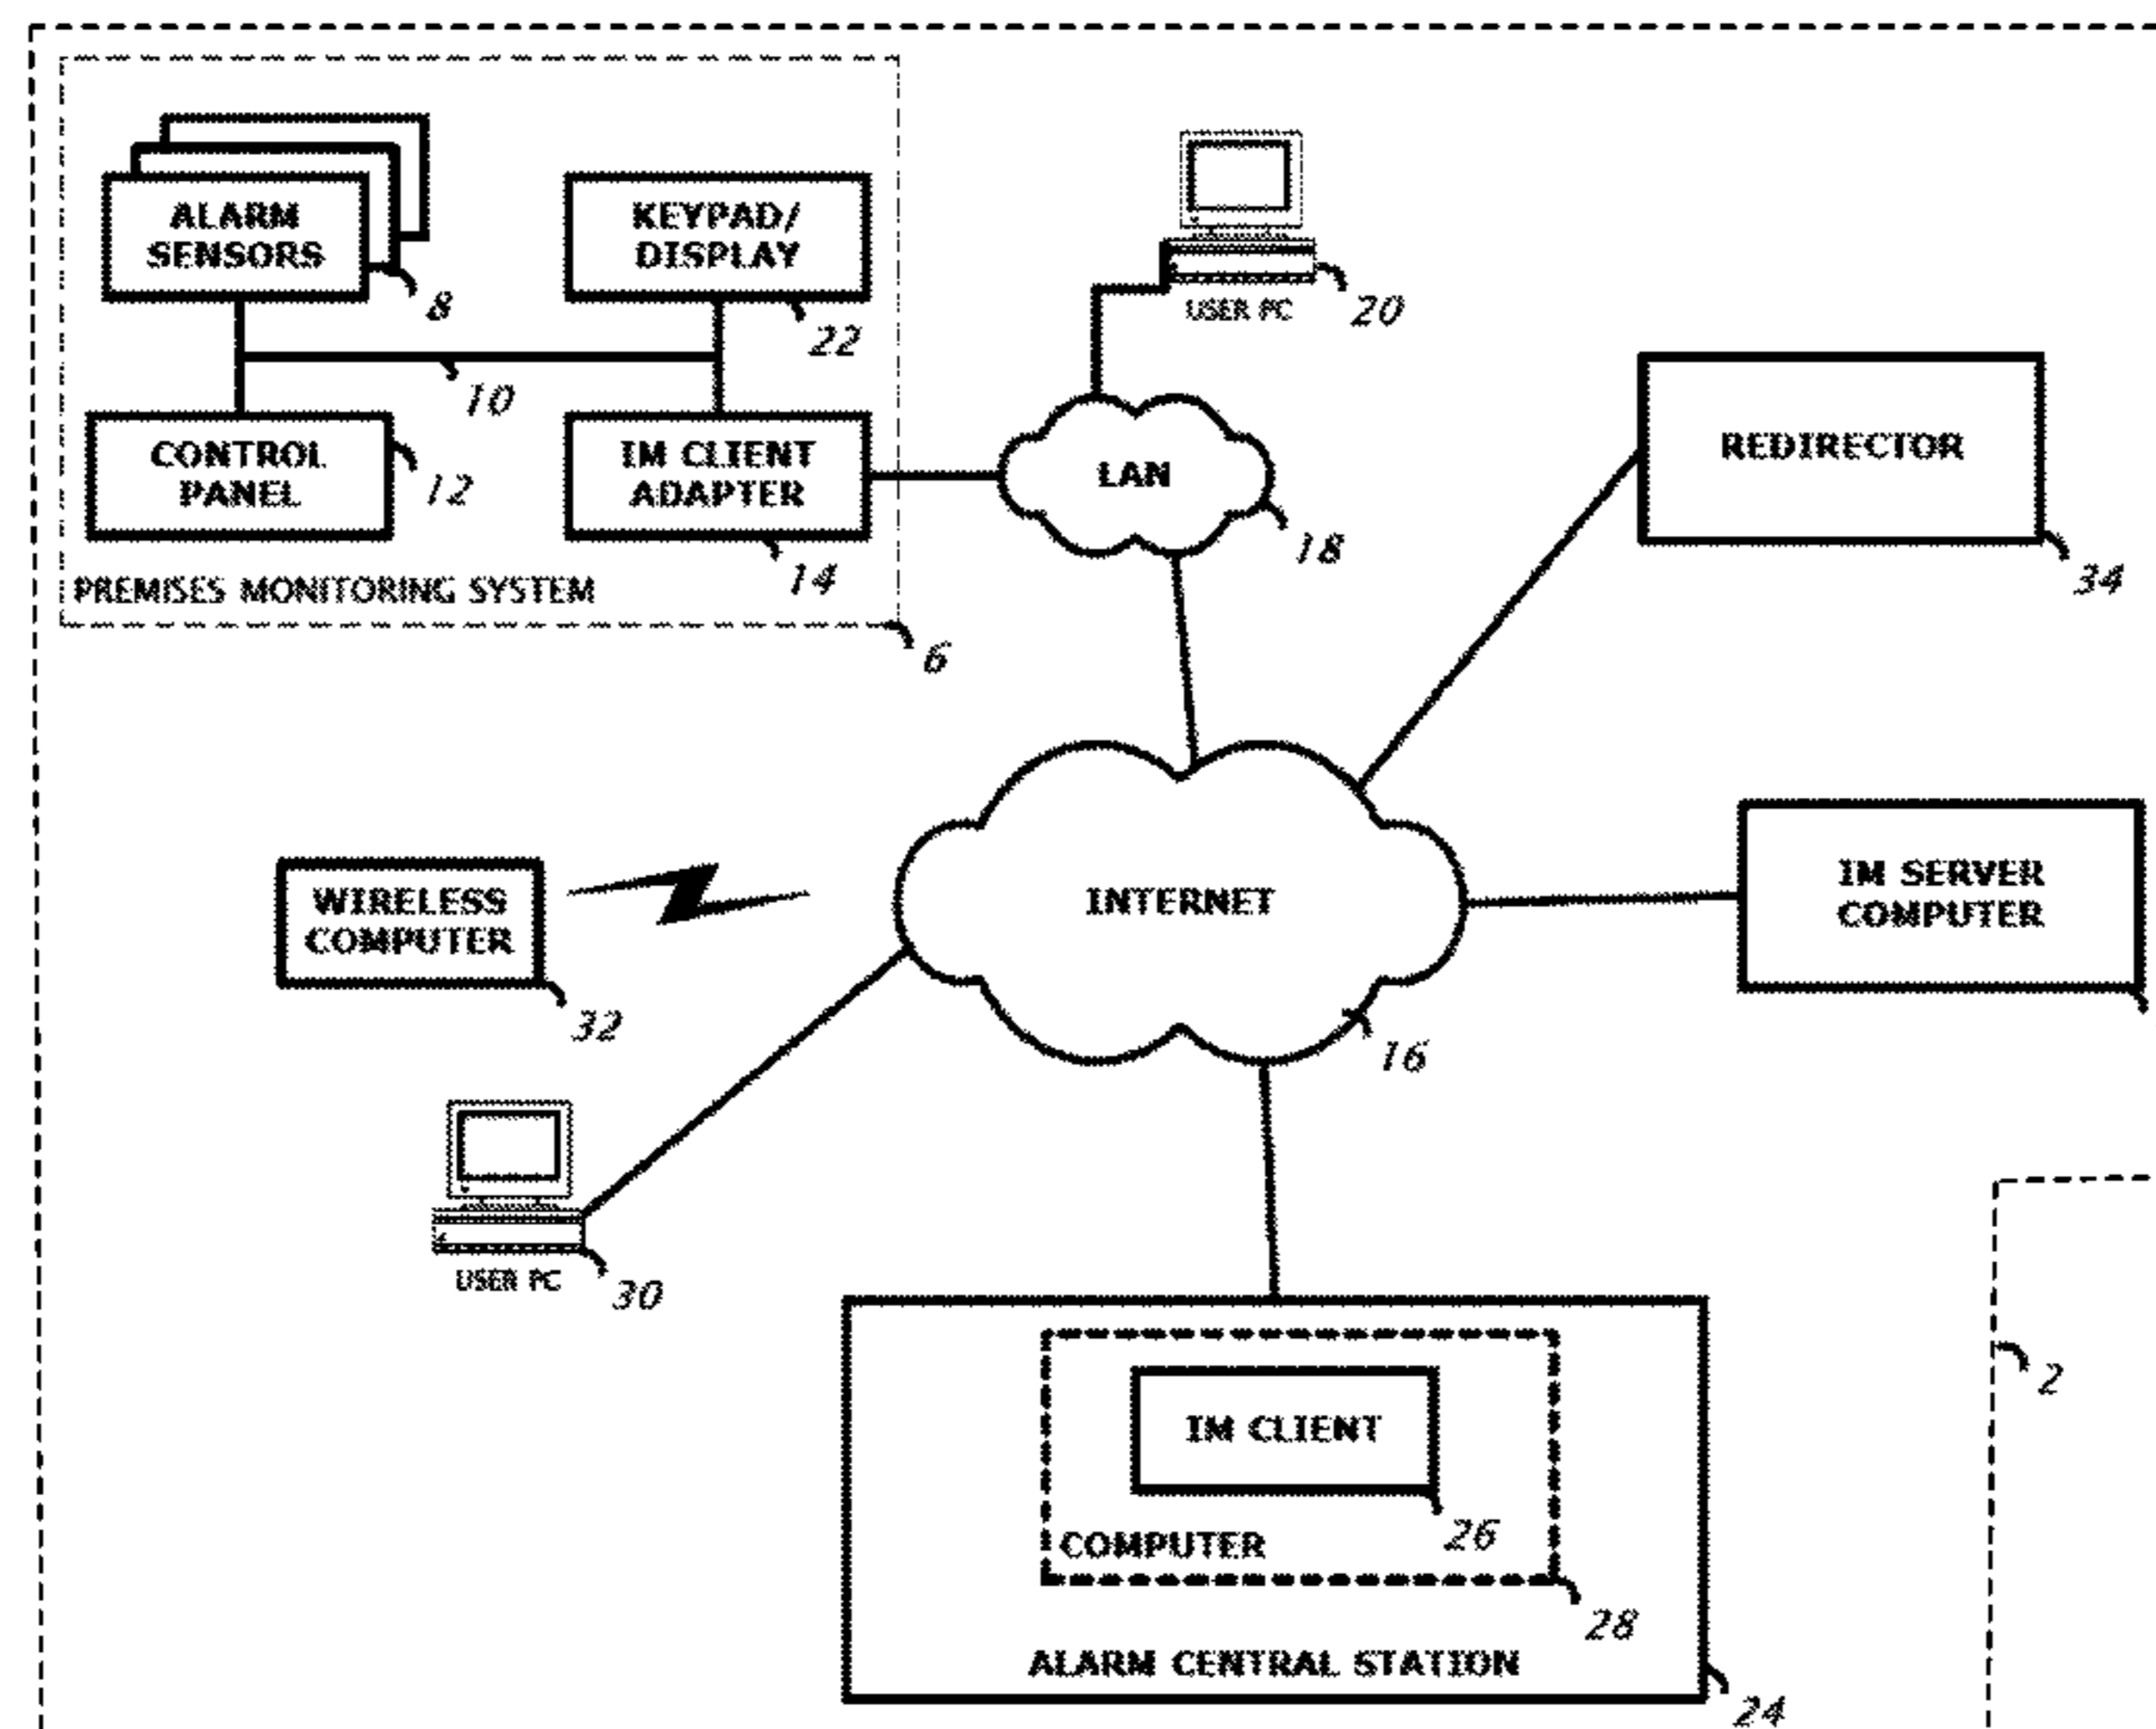 ALARM
SENSORS
8
KEYPAD/
DISPLAY
22
10
CONTROL
PANEL
12
IM CLIENT
ADAPTER
14
PREMISES MONITORING SYSTEM
6
USER PC
20
LAN
18
REDIRECTOR
34
WIRELESS
COMPUTER
32
INTERNET
16
IM SERVER
COMPUTER
USER PC
30
IM CLIENT
26
COMPUTER
28
ALARM CENTRAL STATION
24
2